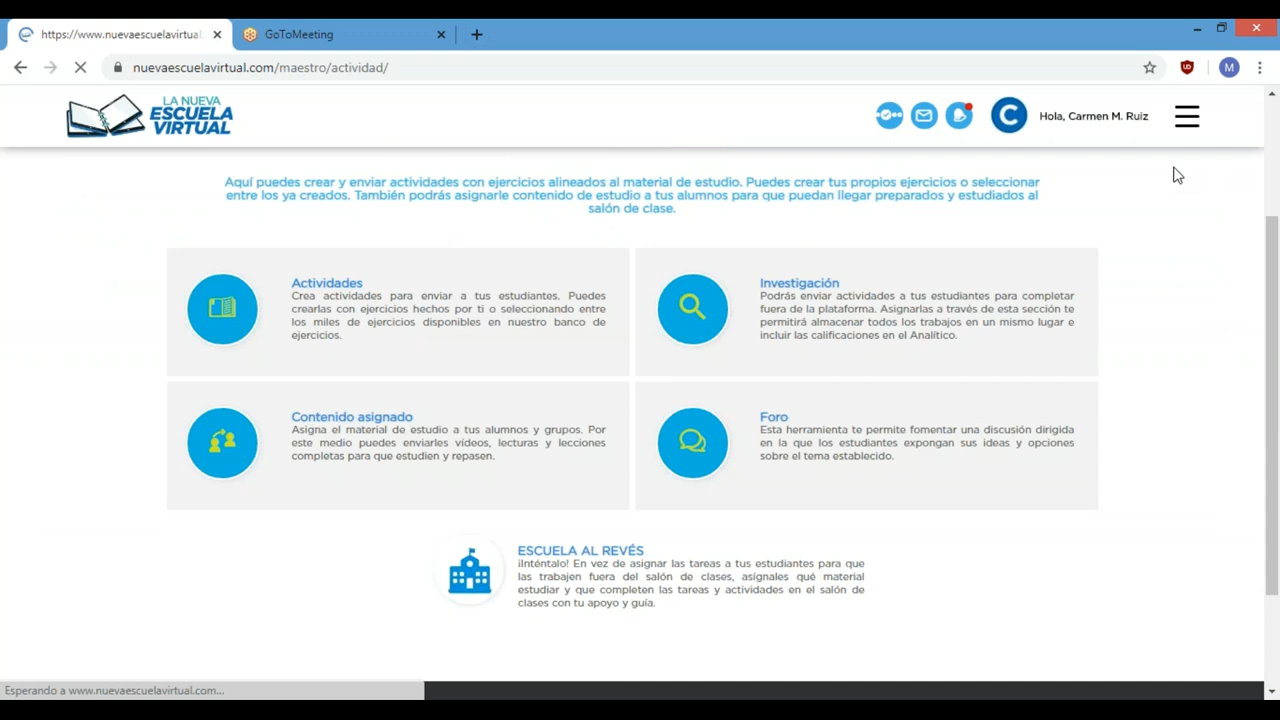 https://www.nuevaescuelavirtual.
GoToMeeting
nuevaescuelavirtual.com/maestro/actividad/
M
LA NUEVA
ESCUELA
VIRTUAL
C
Hola, Carmen M. Ruiz
Aquí puedes crear y enviar actividades con ejercicios alineados al material de estudio. Puedes crear tus propios ejercicios o seleccionar
entre los ya creados. También podrás asignarle contenido de estudio a tus alumnos para que puedan llegar preparados y estudiados al
salón de clase.
Actividades
Crea actividades para enviar a tus estudiantes. Puedes
crearlas con ejercicios hechos por ti o seleccionando entre
los miles de ejercicios disponibles en nuestro banco de
ejercicios.
Investigación
Podrás enviar actividades a tus estudiantes para completar
fuera de la plataforma. Asignarlas a través de esta sección te
permitirá almacenar todos los trabajos en un mismo lugar e
incluir las calificaciones en el Analítico.
Contenido asignado
Asigna el material de estudio a tus alumnos y grupos. Por
este medio puedes enviarles vídeos, lecturas y lecciones
completas para que estudien y repasen.
Foro
Esta herramienta te permite fomentar una discusión dirigida
en la que los estudiantes expongan sus ideas y opciones
sobre el tema establecido.
ESCUELA AL REVÉS
¡Inténtalo! En vez de asignar las tareas a tus estudiantes para que
las trabajen fuera del salón de clases, asígnales qué material
estudiar y que completen las tareas y actividades en el salón de
clases con tu apoyo y guía.
Esperando a www.nuevaescuelavirtual.com...